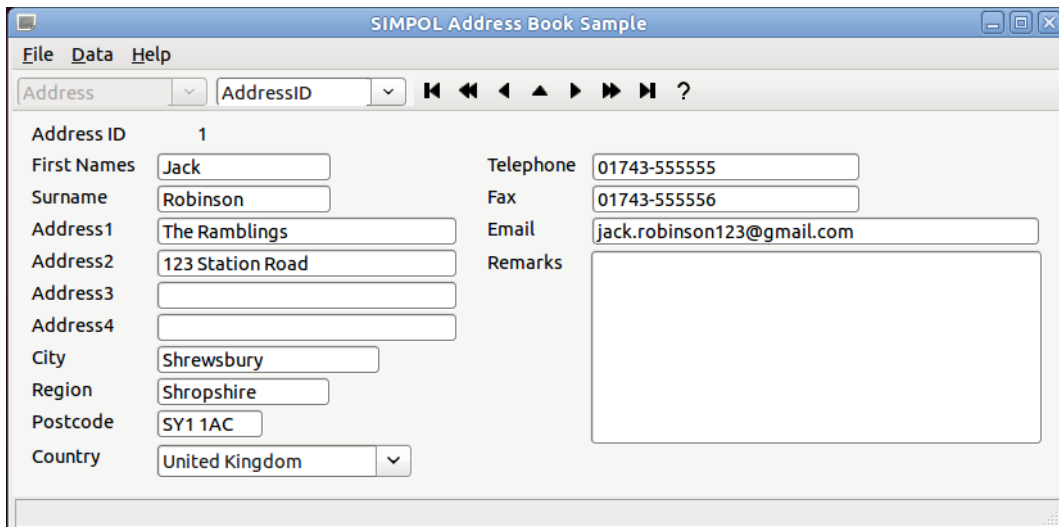 SIMPOL Address Book Sample
File Data Help
Address AddressID ?
Address ID 1
First Names Jack Telephone 01743-555555
Surname Robinson Fax 01743-555556
Address1 The Ramblings Email jack.robinson123@gmail.com
Address2 123 Station Road Remarks
Address3
Address4
City Shrewsbury
Region Shropshire
Postcode SY1 1AC
Country United Kingdom